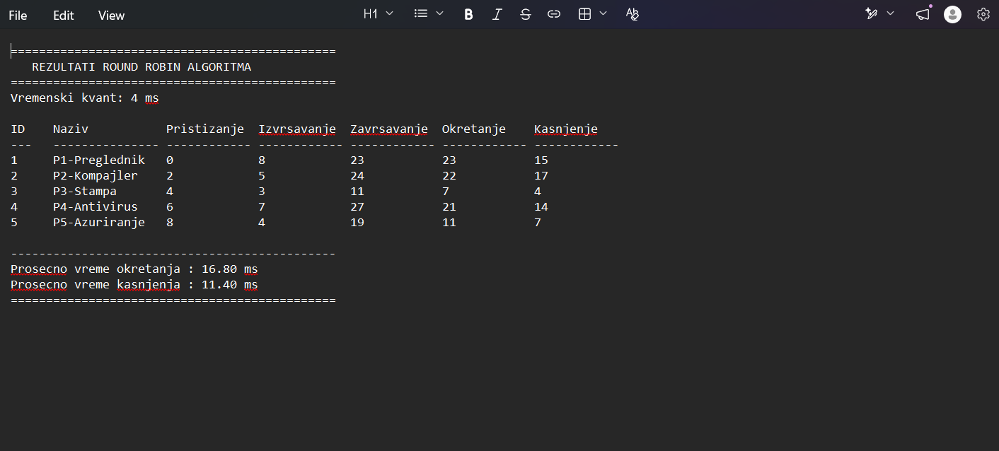 File Edit View H1 B I S Ab
==============================================
   REZULTATI ROUND ROBIN ALGORITMA
==============================================
Vremenski kvant: 4 ms

ID    Naziv           Pristizanje  Izvrsavanje  Zavrsavanje  Okretanje    Kasnjenje
---   --------------- ------------ ------------ ------------ ------------ ------------
1     P1-Preglednik   0            8            23           23           15
2     P2-Kompajler    2            5            24           22           17
3     P3-Stampa       4            3            11           7            4
4     P4-Antivirus    6            7            27           21           14
5     P5-Azuriranje   8            4            19           11           7

----------------------------------------------
Prosecno vreme okretanja : 16.80 ms
Prosecno vreme kasnjenja : 11.40 ms
==============================================